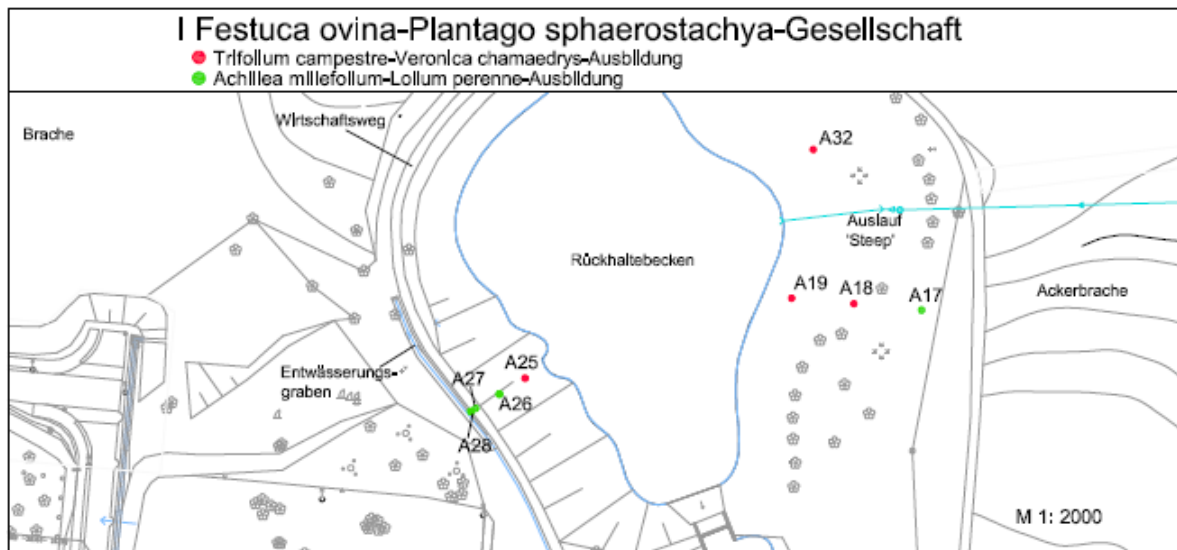 I Festuca ovina-Plantago sphaerostachya-Gesellschaft
Trifolium campestre-Veronica chamaedrys-Ausbildung
Achillea millefolium-Lolium perenne-Ausbildung
Brache
Wirtschaftsweg
A32
Auslauf
'Steep'
Rückhaltebecken
A19
A18
A17
Ackerbrache
Entwässerungs-
graben
A25
A27
A26
A28
M 1: 2000